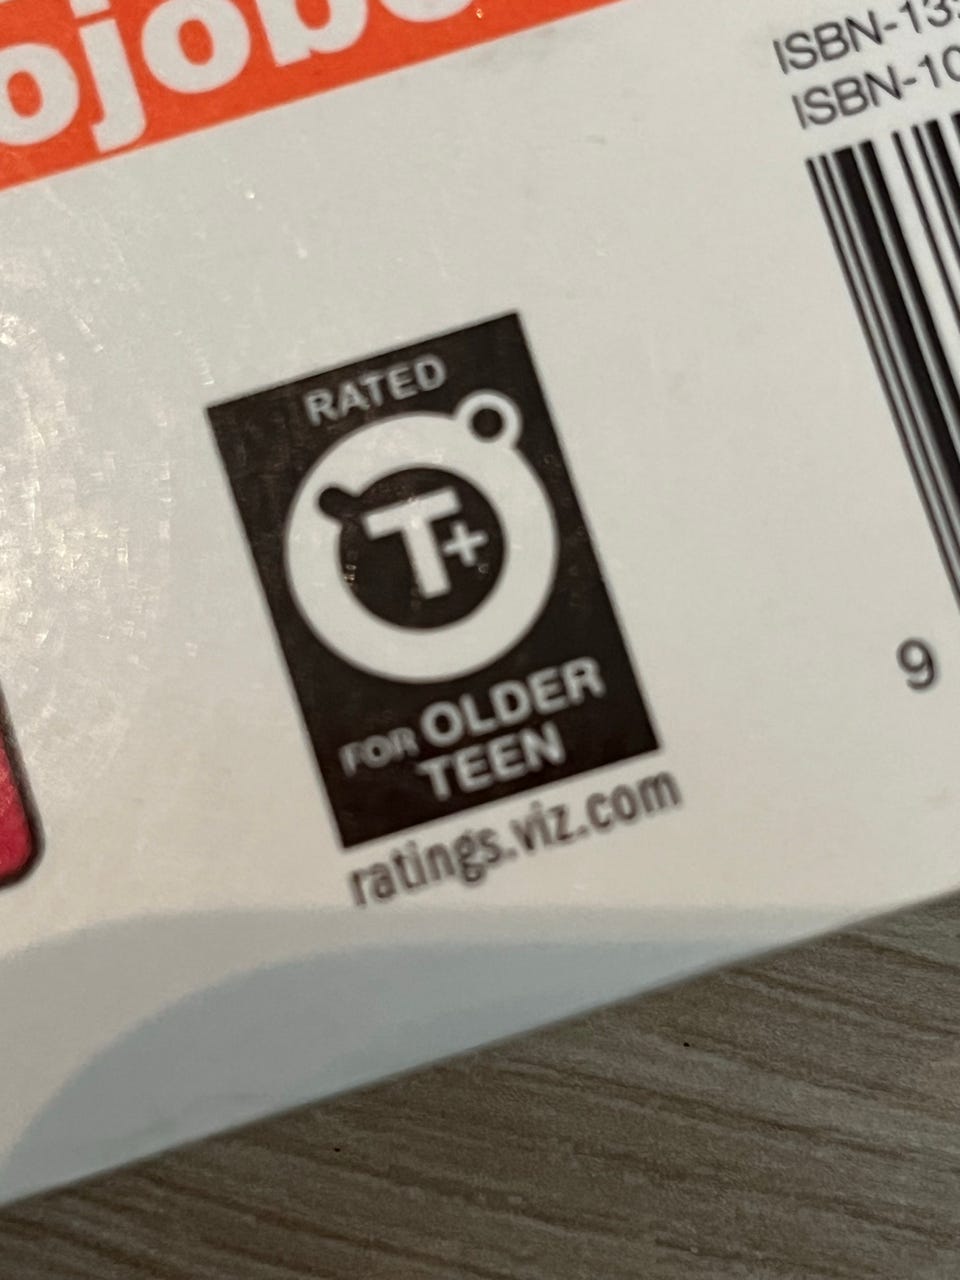 ojobe
ISBN-13:
ISBN-10
RATED
T+
FOR OLDER
TEEN
ratings.viz.com
9